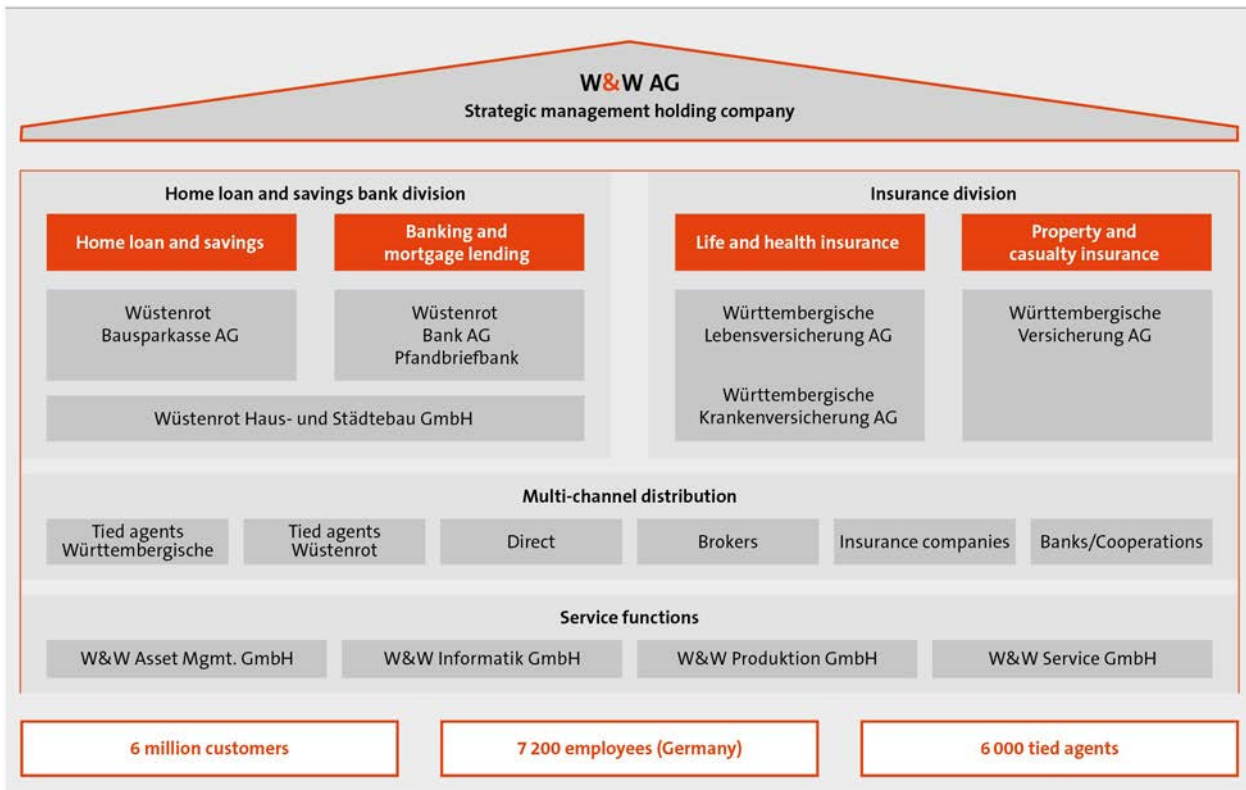 W&W AG
Strategic management holding company
Home loan and savings bank division
Insurance division
Home loan and savings
Banking and
mortgage lending
Life and health insurance
Property and
casualty insurance
Wüstenrot
Bausparkasse AG
Wüstenrot
Bank AG
Pfandbriefbank
Württembergische
Lebensversicherung AG
Württembergische
Krankenversicherung AG
Württembergische
Versicherung AG
Wüstenrot Haus- und Städtebau GmbH
Multi-channel distribution
Tied agents
Württembergische
Tied agents
Wüstenrot
Direct
Brokers
Insurance companies
Banks/Cooperations
Service functions
W&W Asset Mgmt. GmbH
W&W Informatik GmbH
W&W Produktion GmbH
W&W Service GmbH
6 million customers
7 200 employees (Germany)
6 000 tied agents